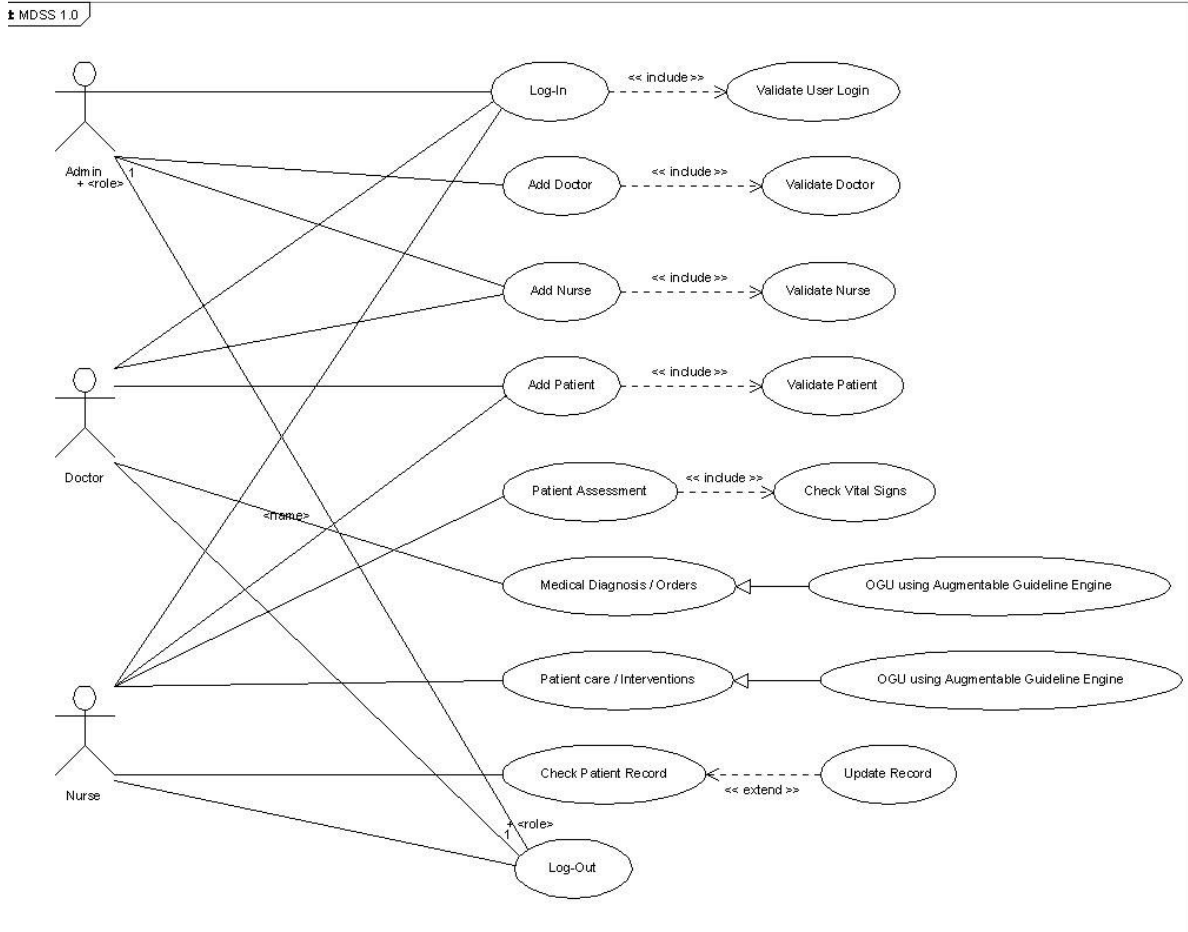 t MDSS 1.0
Log-In
<< include >>
Validate User Login
Admin
+ <role>
1
Add Doctor
<< include >>
Validate Doctor
Add Nurse
<< include >>
Validate Nurse
Add Patient
<< include >>
Validate Patient
Doctor
Patient Assessment
<< include >>
Check Vital Signs
<name>
Medical Diagnosis / Orders
OGU using Augmentable Guideline Engine
Patient care / Interventions
OGU using Augmentable Guideline Engine
Nurse
Check Patient Record
<< extend >>
Update Record
+ <role>
1
Log-Out